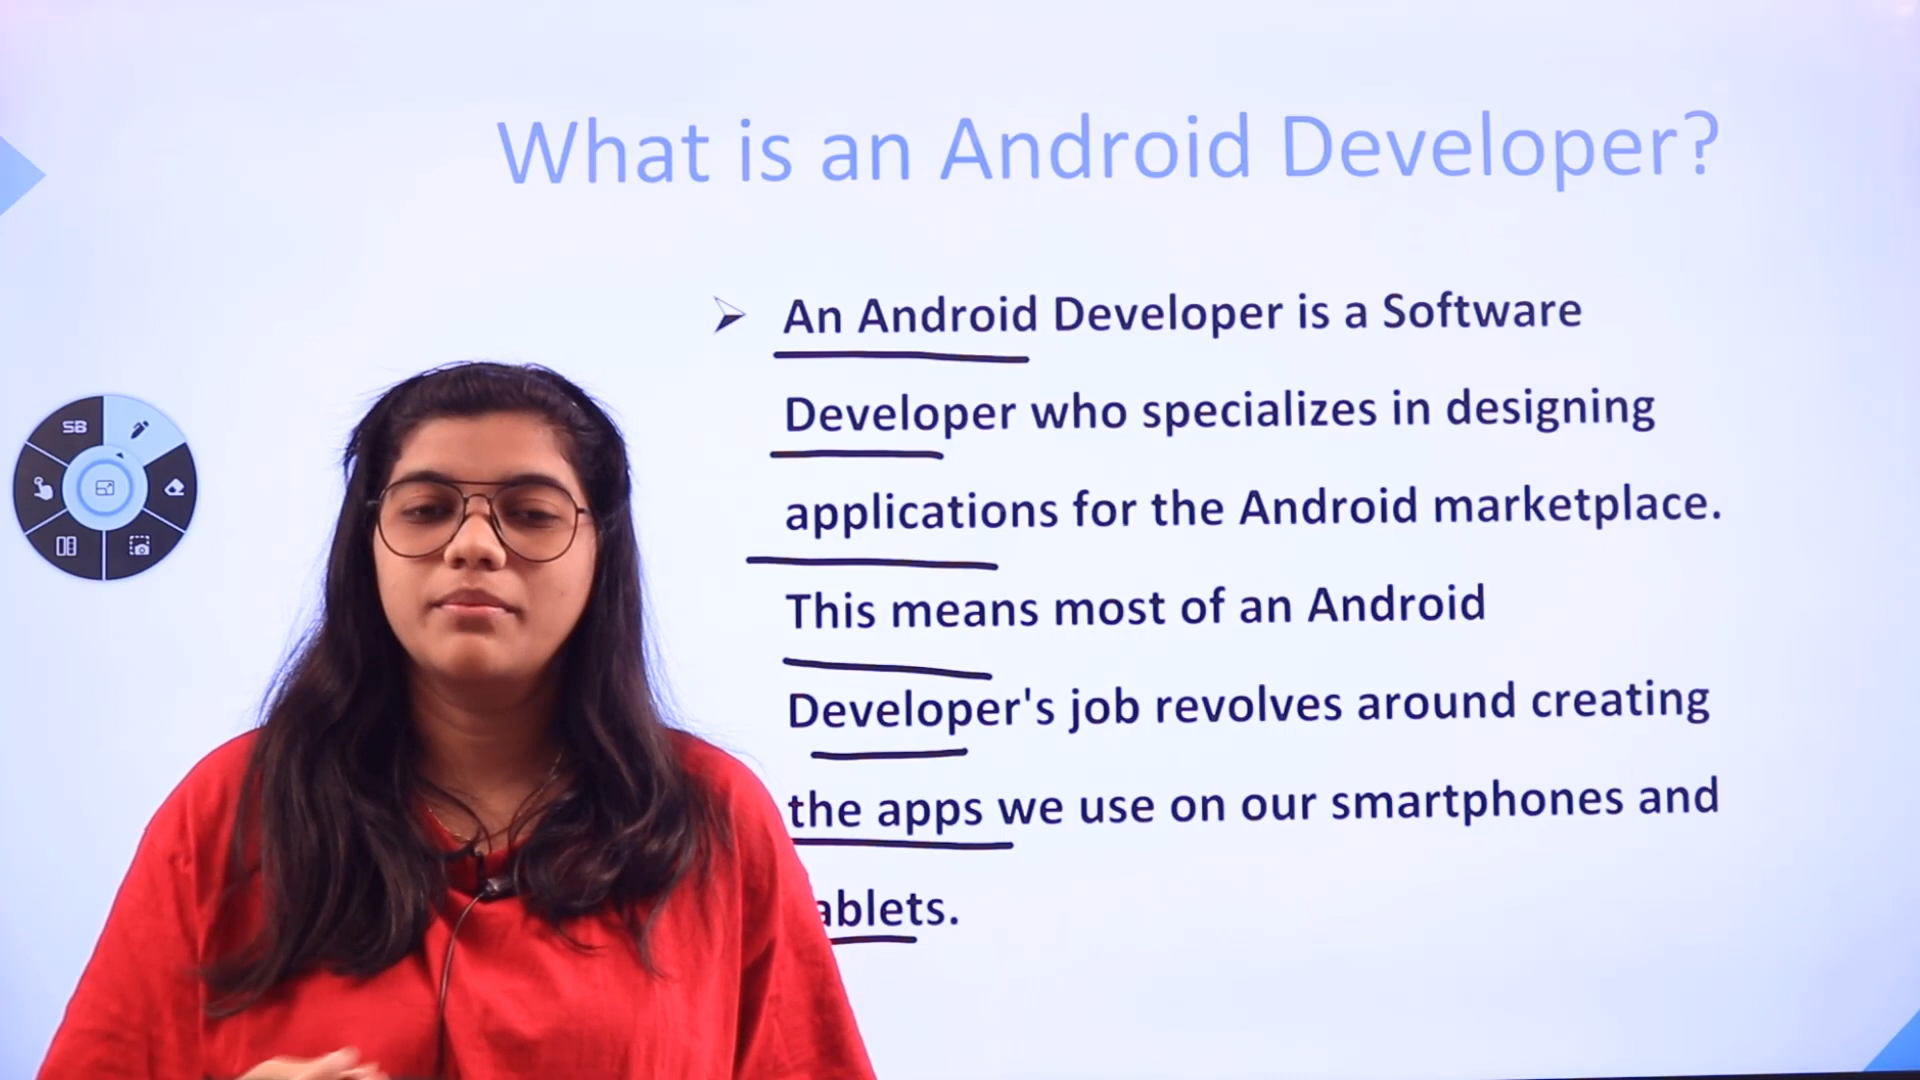 What is an Android Developer?
An Android Developer is a Software
Developer who specializes in designing
applications for the Android marketplace.
This means most of an Android
Developer's job revolves around creating
the apps we use on our smartphones and
ablets.
SB